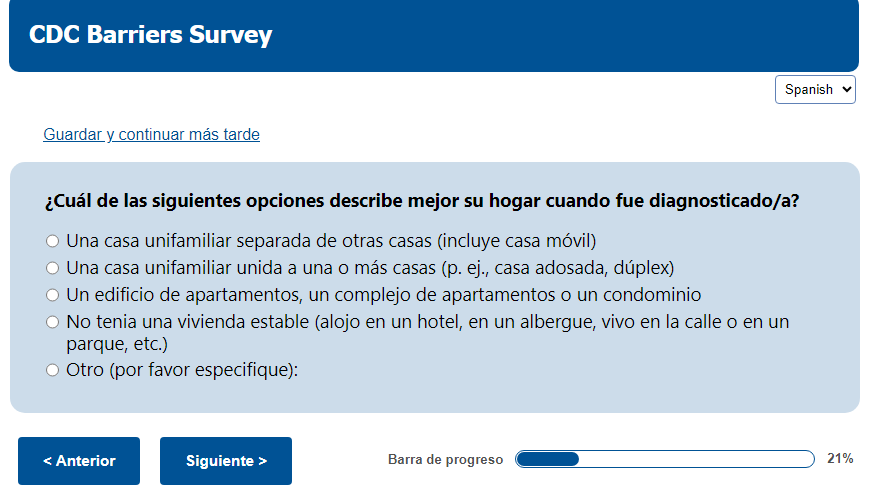 CDC Barriers Survey
Spanish
Guardar y continuar más tarde
¿Cuál de las siguientes opciones describe mejor su hogar cuando fue diagnosticado/a?
Una casa unifamiliar separada de otras casas (incluye casa móvil)
Una casa unifamiliar unida a una o más casas (p. ej., casa adosada, dúplex)
Un edificio de apartamentos, un complejo de apartamentos o un condominio
No tenia una vivienda estable (alojo en un hotel, en un albergue, vivo en la calle o en un
parque, etc.)
Otro (por favor especifique):
< Anterior
Siguiente >
Barra de progreso
21%